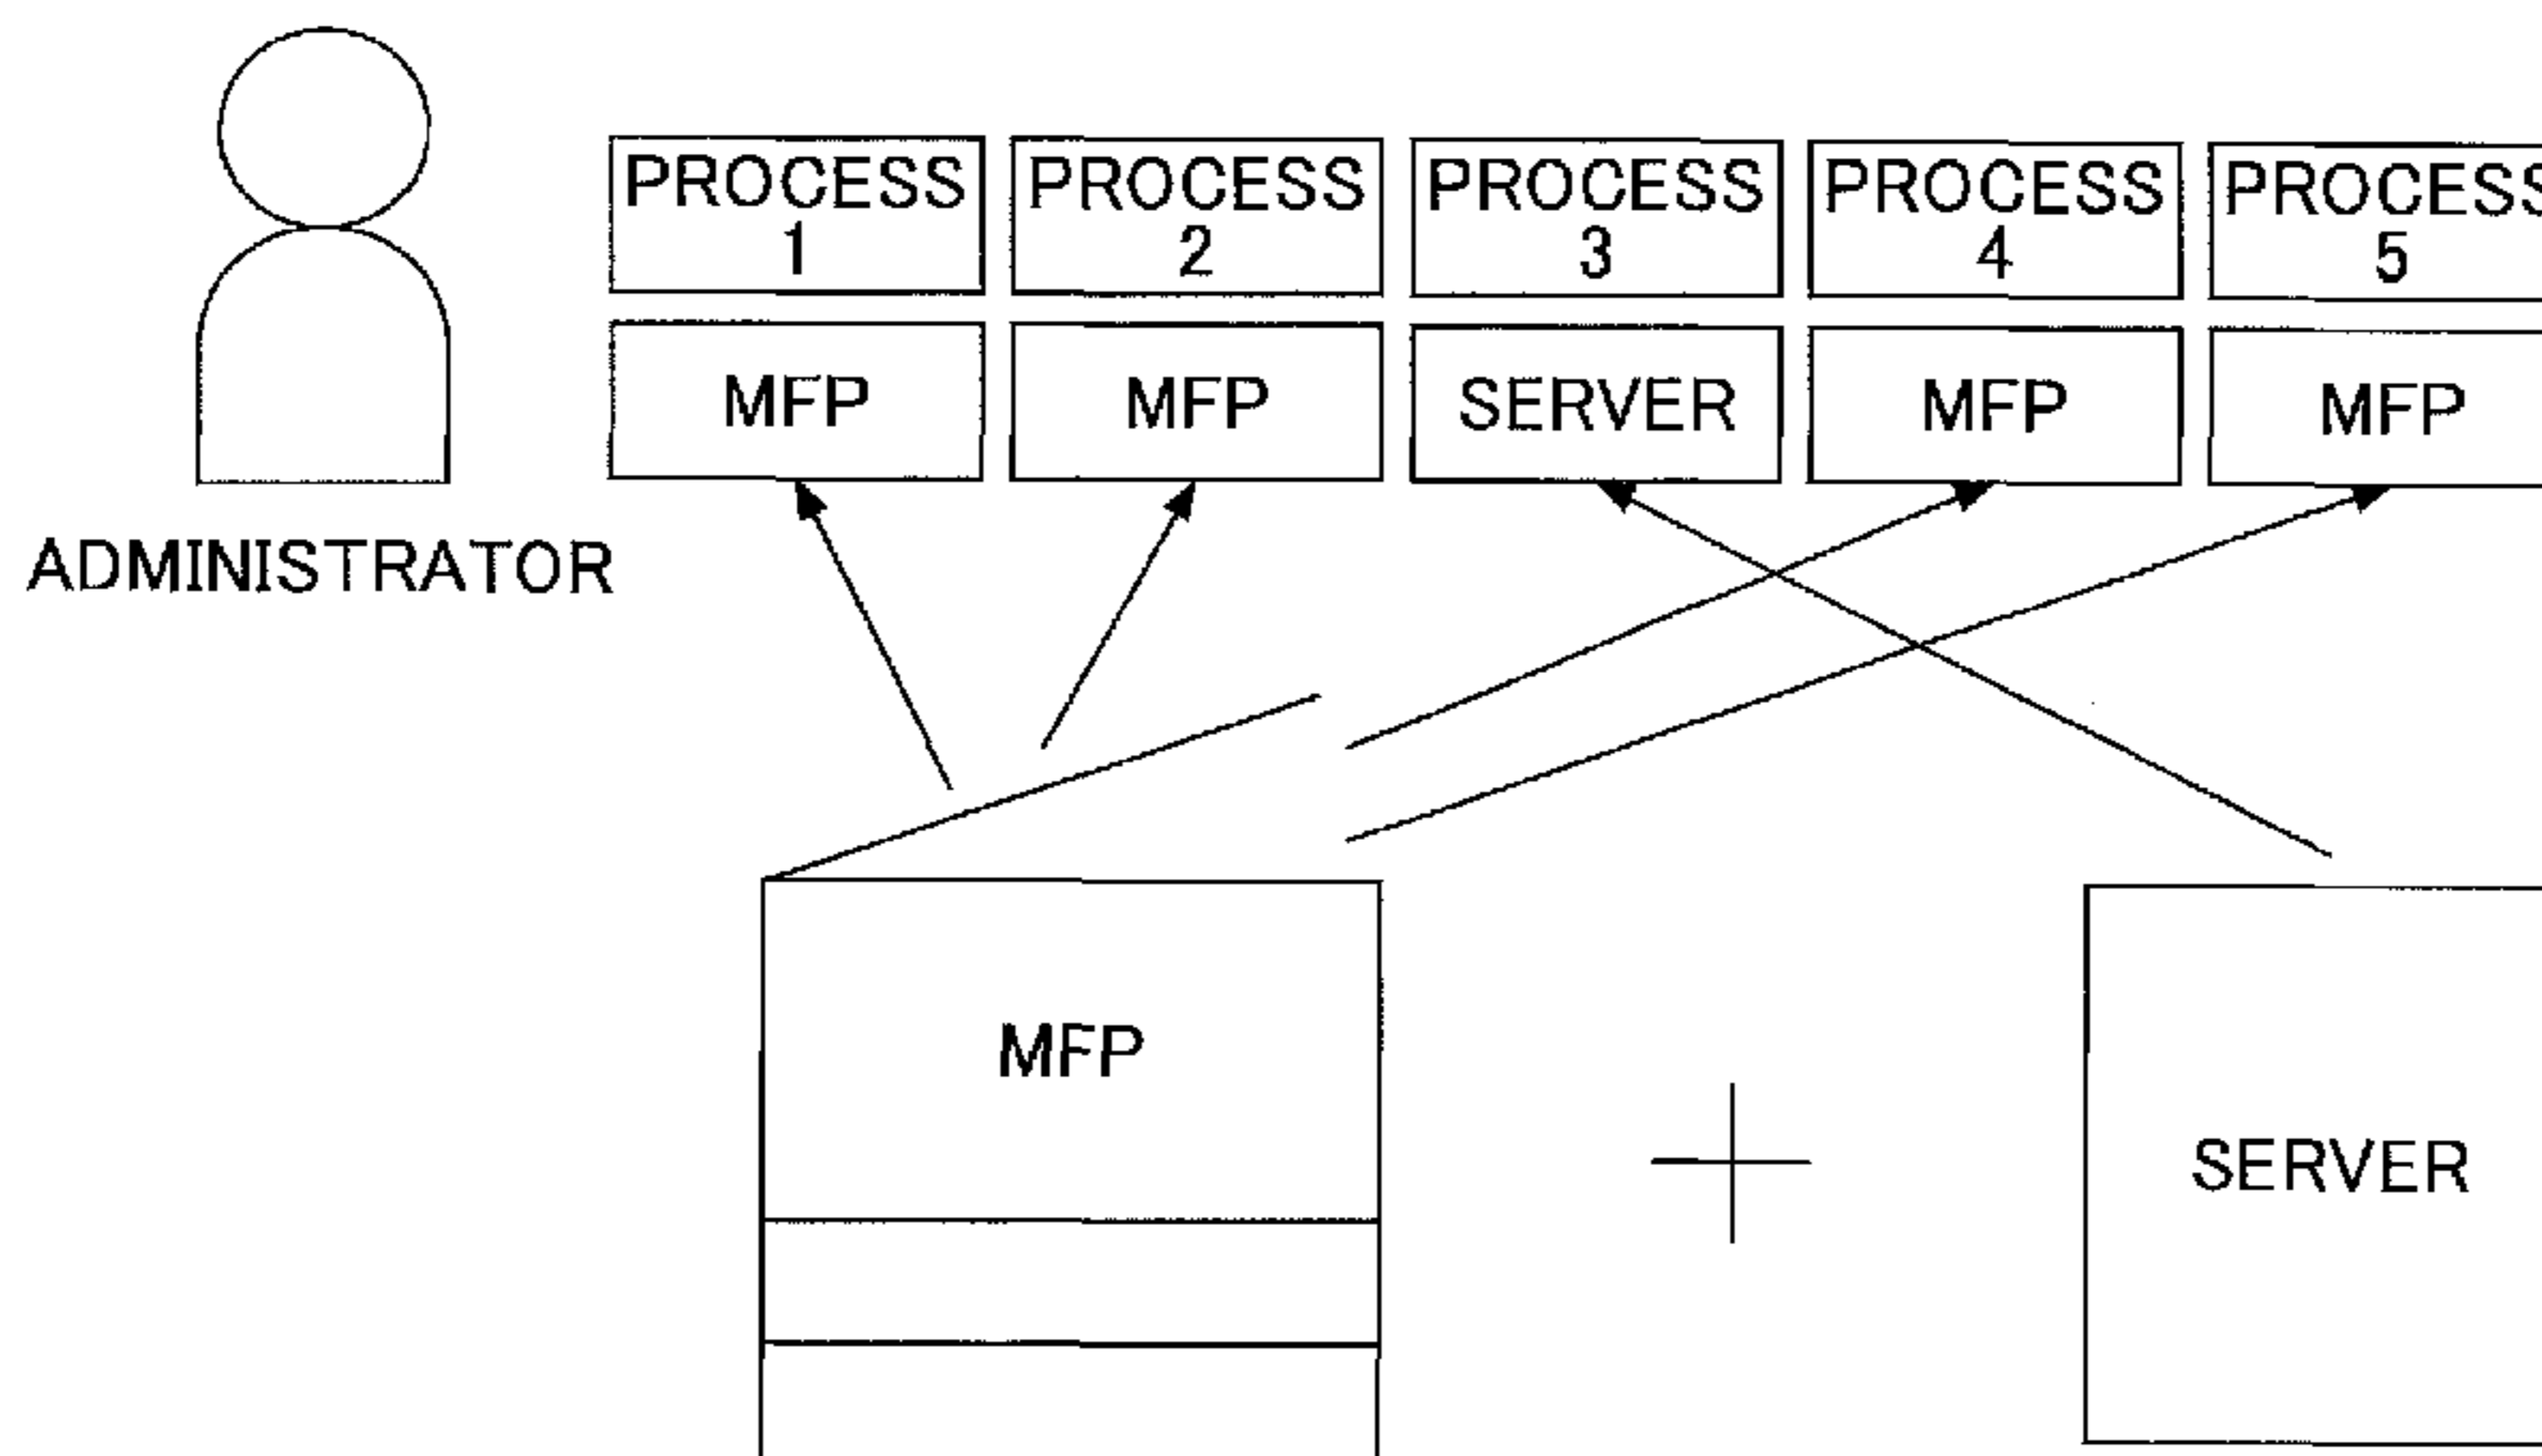 PROCESS
1
PROCESS
2
PROCESS
3
PROCESS
4
PROCESS
5
MFP
MFP
SERVER
MFP
MFP
ADMINISTRATOR
MFP
SERVER